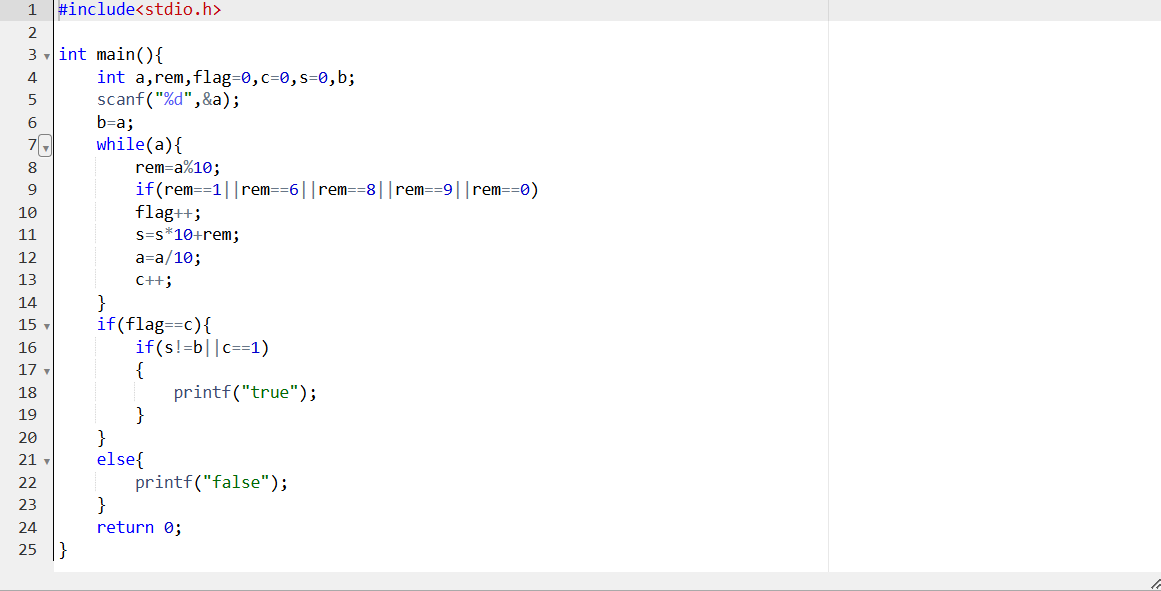 1 #include<stdio.h>
2
3 int main(){
4     int a,rem,flag=0,c=0,s=0,b;
5     scanf("%d",&a);
6     b=a;
7     while(a){
8         rem=a%10;
9         if(rem==1||rem==6||rem==8||rem==9||rem==0)
10         flag++;
11         s=s*10+rem;
12         a=a/10;
13         c++;
14     }
15     if(flag==c){
16         if(s!=b||c==1)
17         {
18             printf("true");
19         }
20     }
21     else{
22         printf("false");
23     }
24     return 0;
25 }